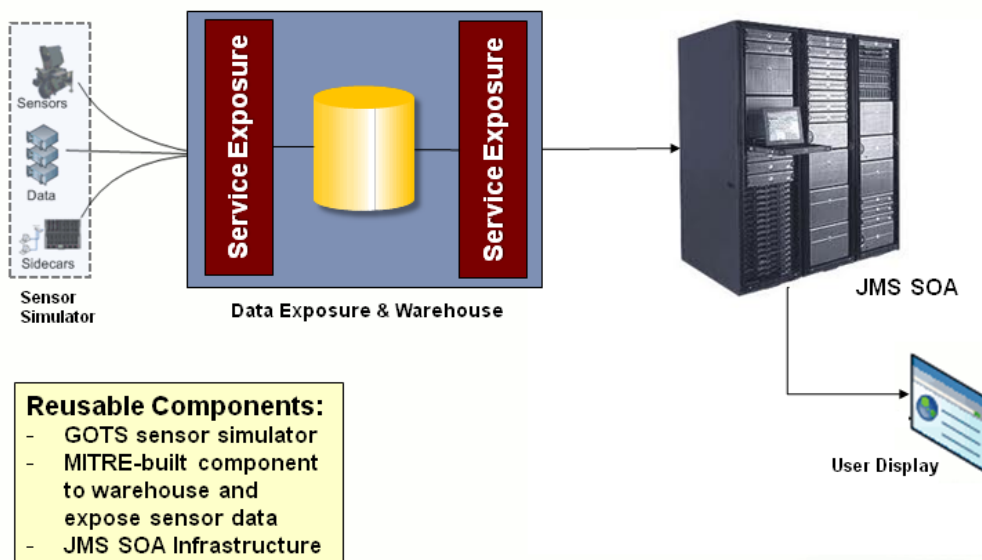 Sensors
Data
Sidecars
Sensor
Simulator
Service Exposure
Service Exposure
Data Exposure & Warehouse
JMS SOA
User Display
Reusable Components:
- GOTS sensor simulator
- MITRE-built component
to warehouse and
expose sensor data
- JMS SOA Infrastructure